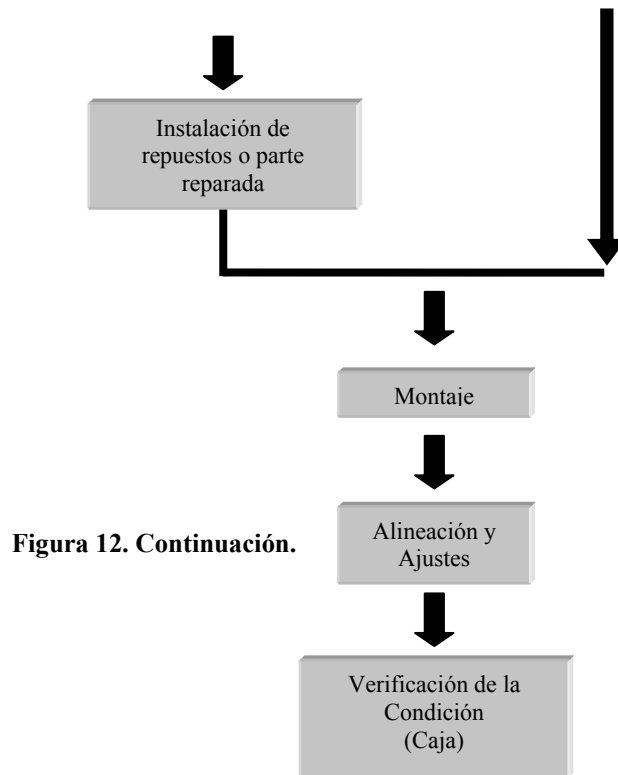 Instalación de
repuestos o parte
reparada
Montaje
Figura 12. Continuación.
Alineación y
Ajustes
Verificación de la
Condición
(Caja)